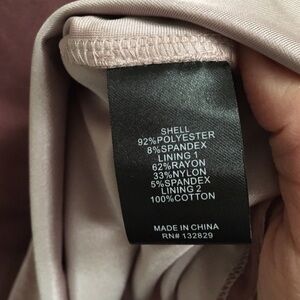 SHELL
92%POLYESTER
8%SPANDEX
LINING 1
62%RAYON
33%NYLON
5%SPANDEX
LINING 2
100%COTTON
MADE IN CHINA
RN# 132829